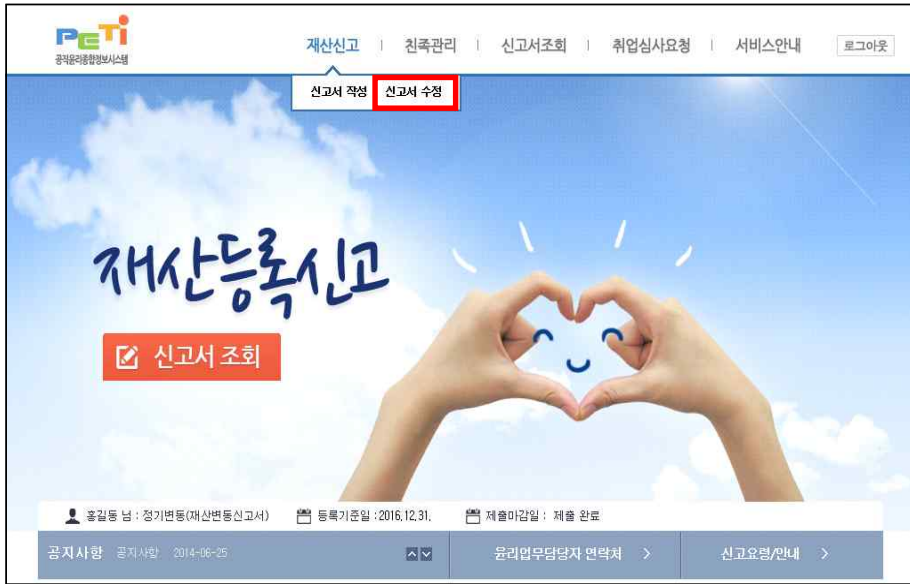 PETi
공직윤리종합정보시스템
재산신고 | 친족관리 | 신고서조회 | 취업심사요청 | 서비스안내
로그아웃
신고서 작성 신고서 수정
재산등록신고
신고서 조회
홍길동 님 : 정기변동(재산변동신고서) 등록기준일 : 2016.12.31. 제출마감일 : 제출 완료
공지사항 공지사항 2014-06-25 윤리업무담당자 연락처 > 신고요령/안내 >